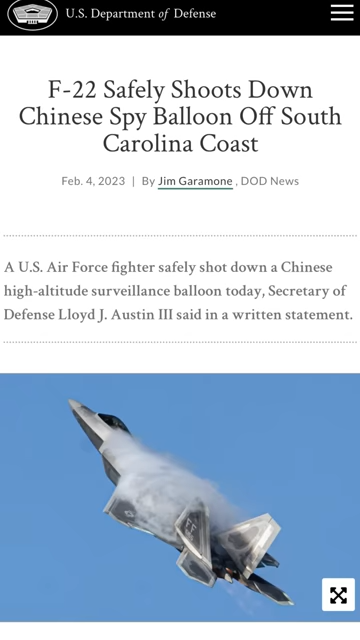 U.S. Department of Defense
F-22 Safely Shoots Down
Chinese Spy Balloon Off South
Carolina Coast
Feb. 4, 2023 | By Jim Garamone , DOD News
A U.S. Air Force fighter safely shot down a Chinese
high-altitude surveillance balloon today, Secretary of
Defense Lloyd J. Austin III said in a written statement.